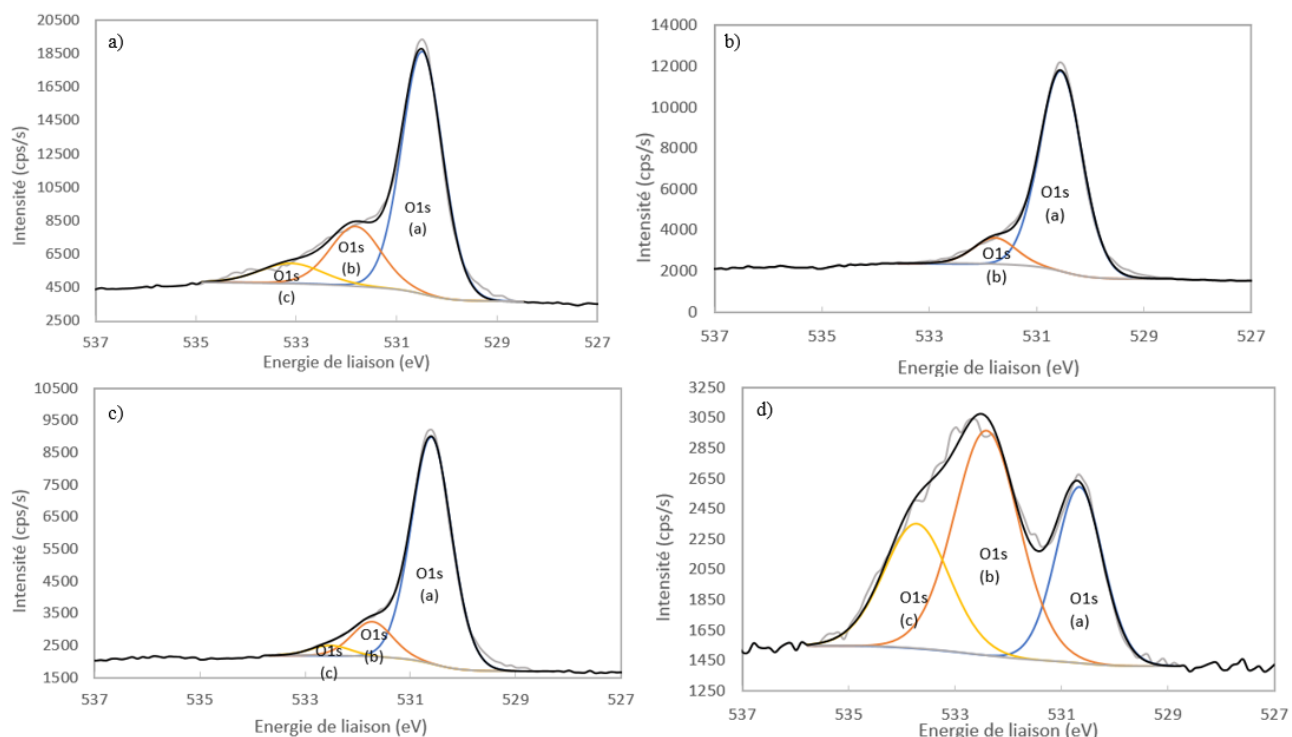 a)
Intensité (cps/s)
20500
18500
16500
14500
12500
10500
8500
6500
4500
2500
O1s
(a)
O1s
(b)
O1s
(c)
537 535 533 531 529 527
Energie de liaison (eV)
b)
Intensité (cps/s)
14000
12000
10000
8000
6000
4000
2000
0
O1s
(a)
O1s
(b)
537 535 533 531 529 527
Energie de liaison (eV)
c)
Intensité (cps/s)
10500
9500
8500
7500
6500
5500
4500
3500
2500
1500
O1s
(a)
O1s
(b)
O1s
(c)
537 535 533 531 529 527
Energie de liaison (eV)
d)
Intensité (cps/s)
3250
3050
2850
2650
2450
2250
2050
1850
1650
1450
1250
O1s
(c)
O1s
(b)
O1s
(a)
537 535 533 531 529 527
Energie de liaison (eV)